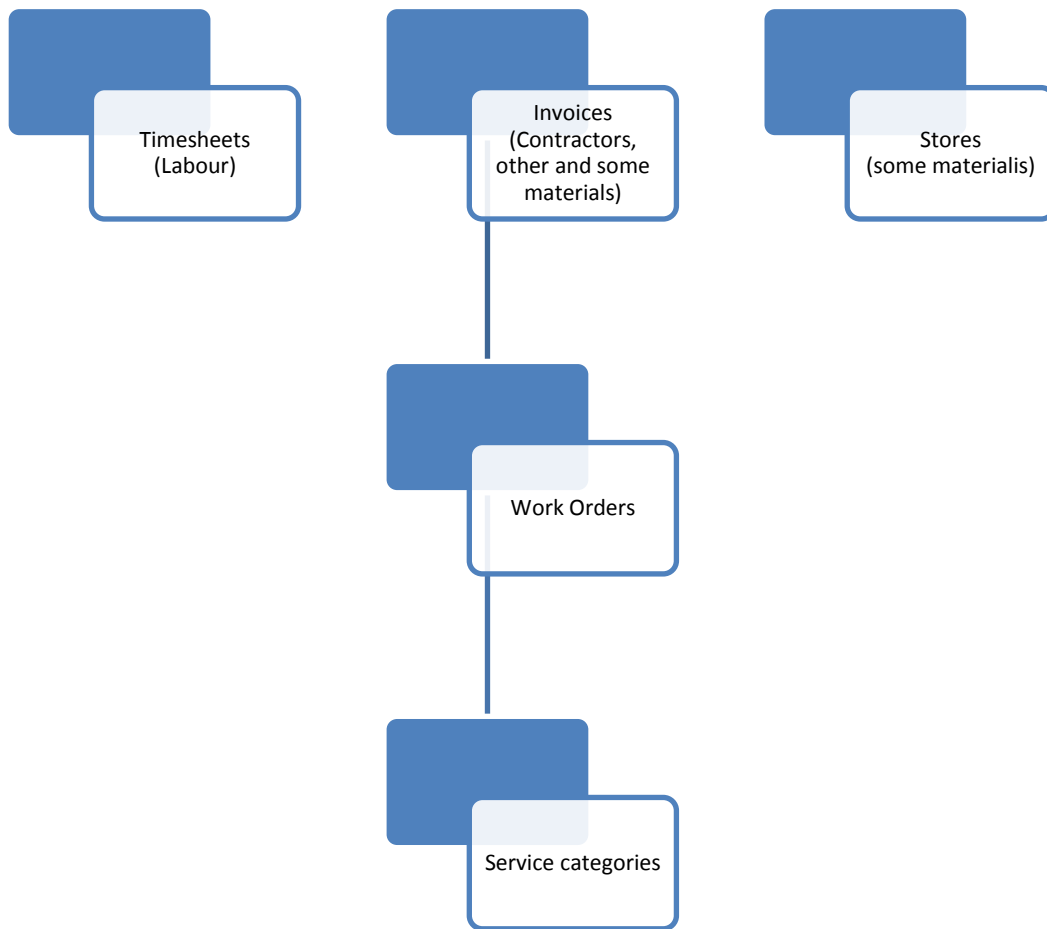 Timesheets
(Labour)
Invoices
(Contractors,
other and some
materials)
Stores
(some materialis)
Work Orders
Service categories